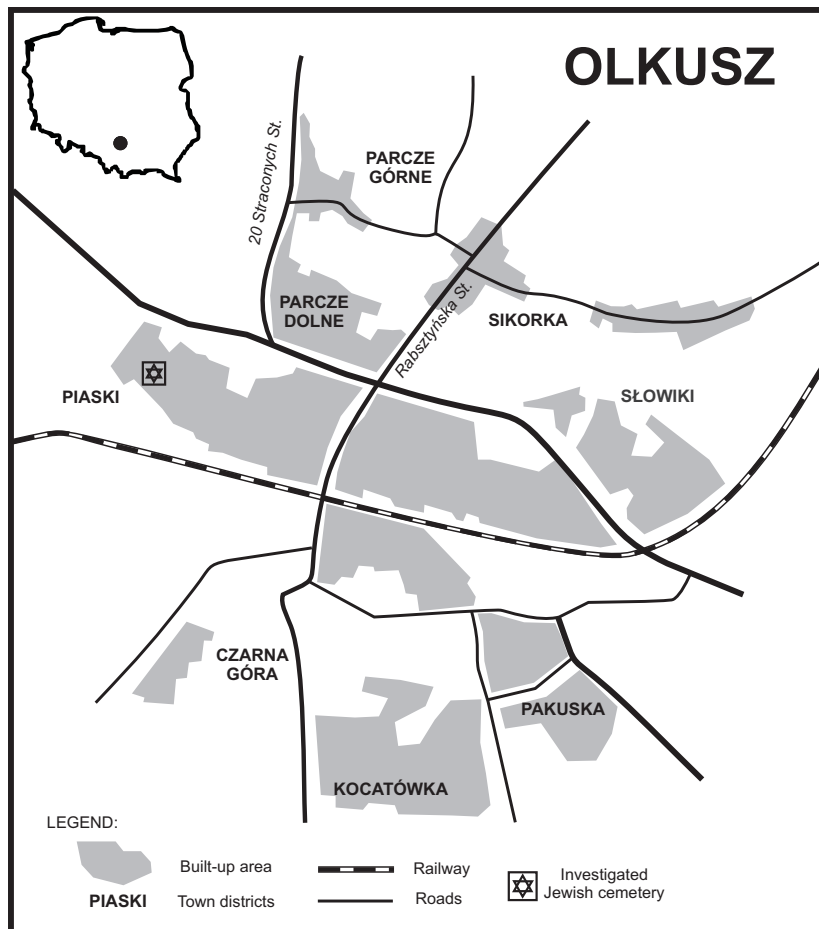 OLKUSZ
20 Straconych St.
PARCZE
GÓRNE
PARCZE
DOLNE
Rabsztyńska St.
SIKORKA
PIASKI
SŁOWIKI
CZARNA
GÓRA
PAKUSKA
KOCATÓWKA
LEGEND:
Built-up area
Railway
Investigated
Jewish cemetery
PIASKI
Town districts
Roads